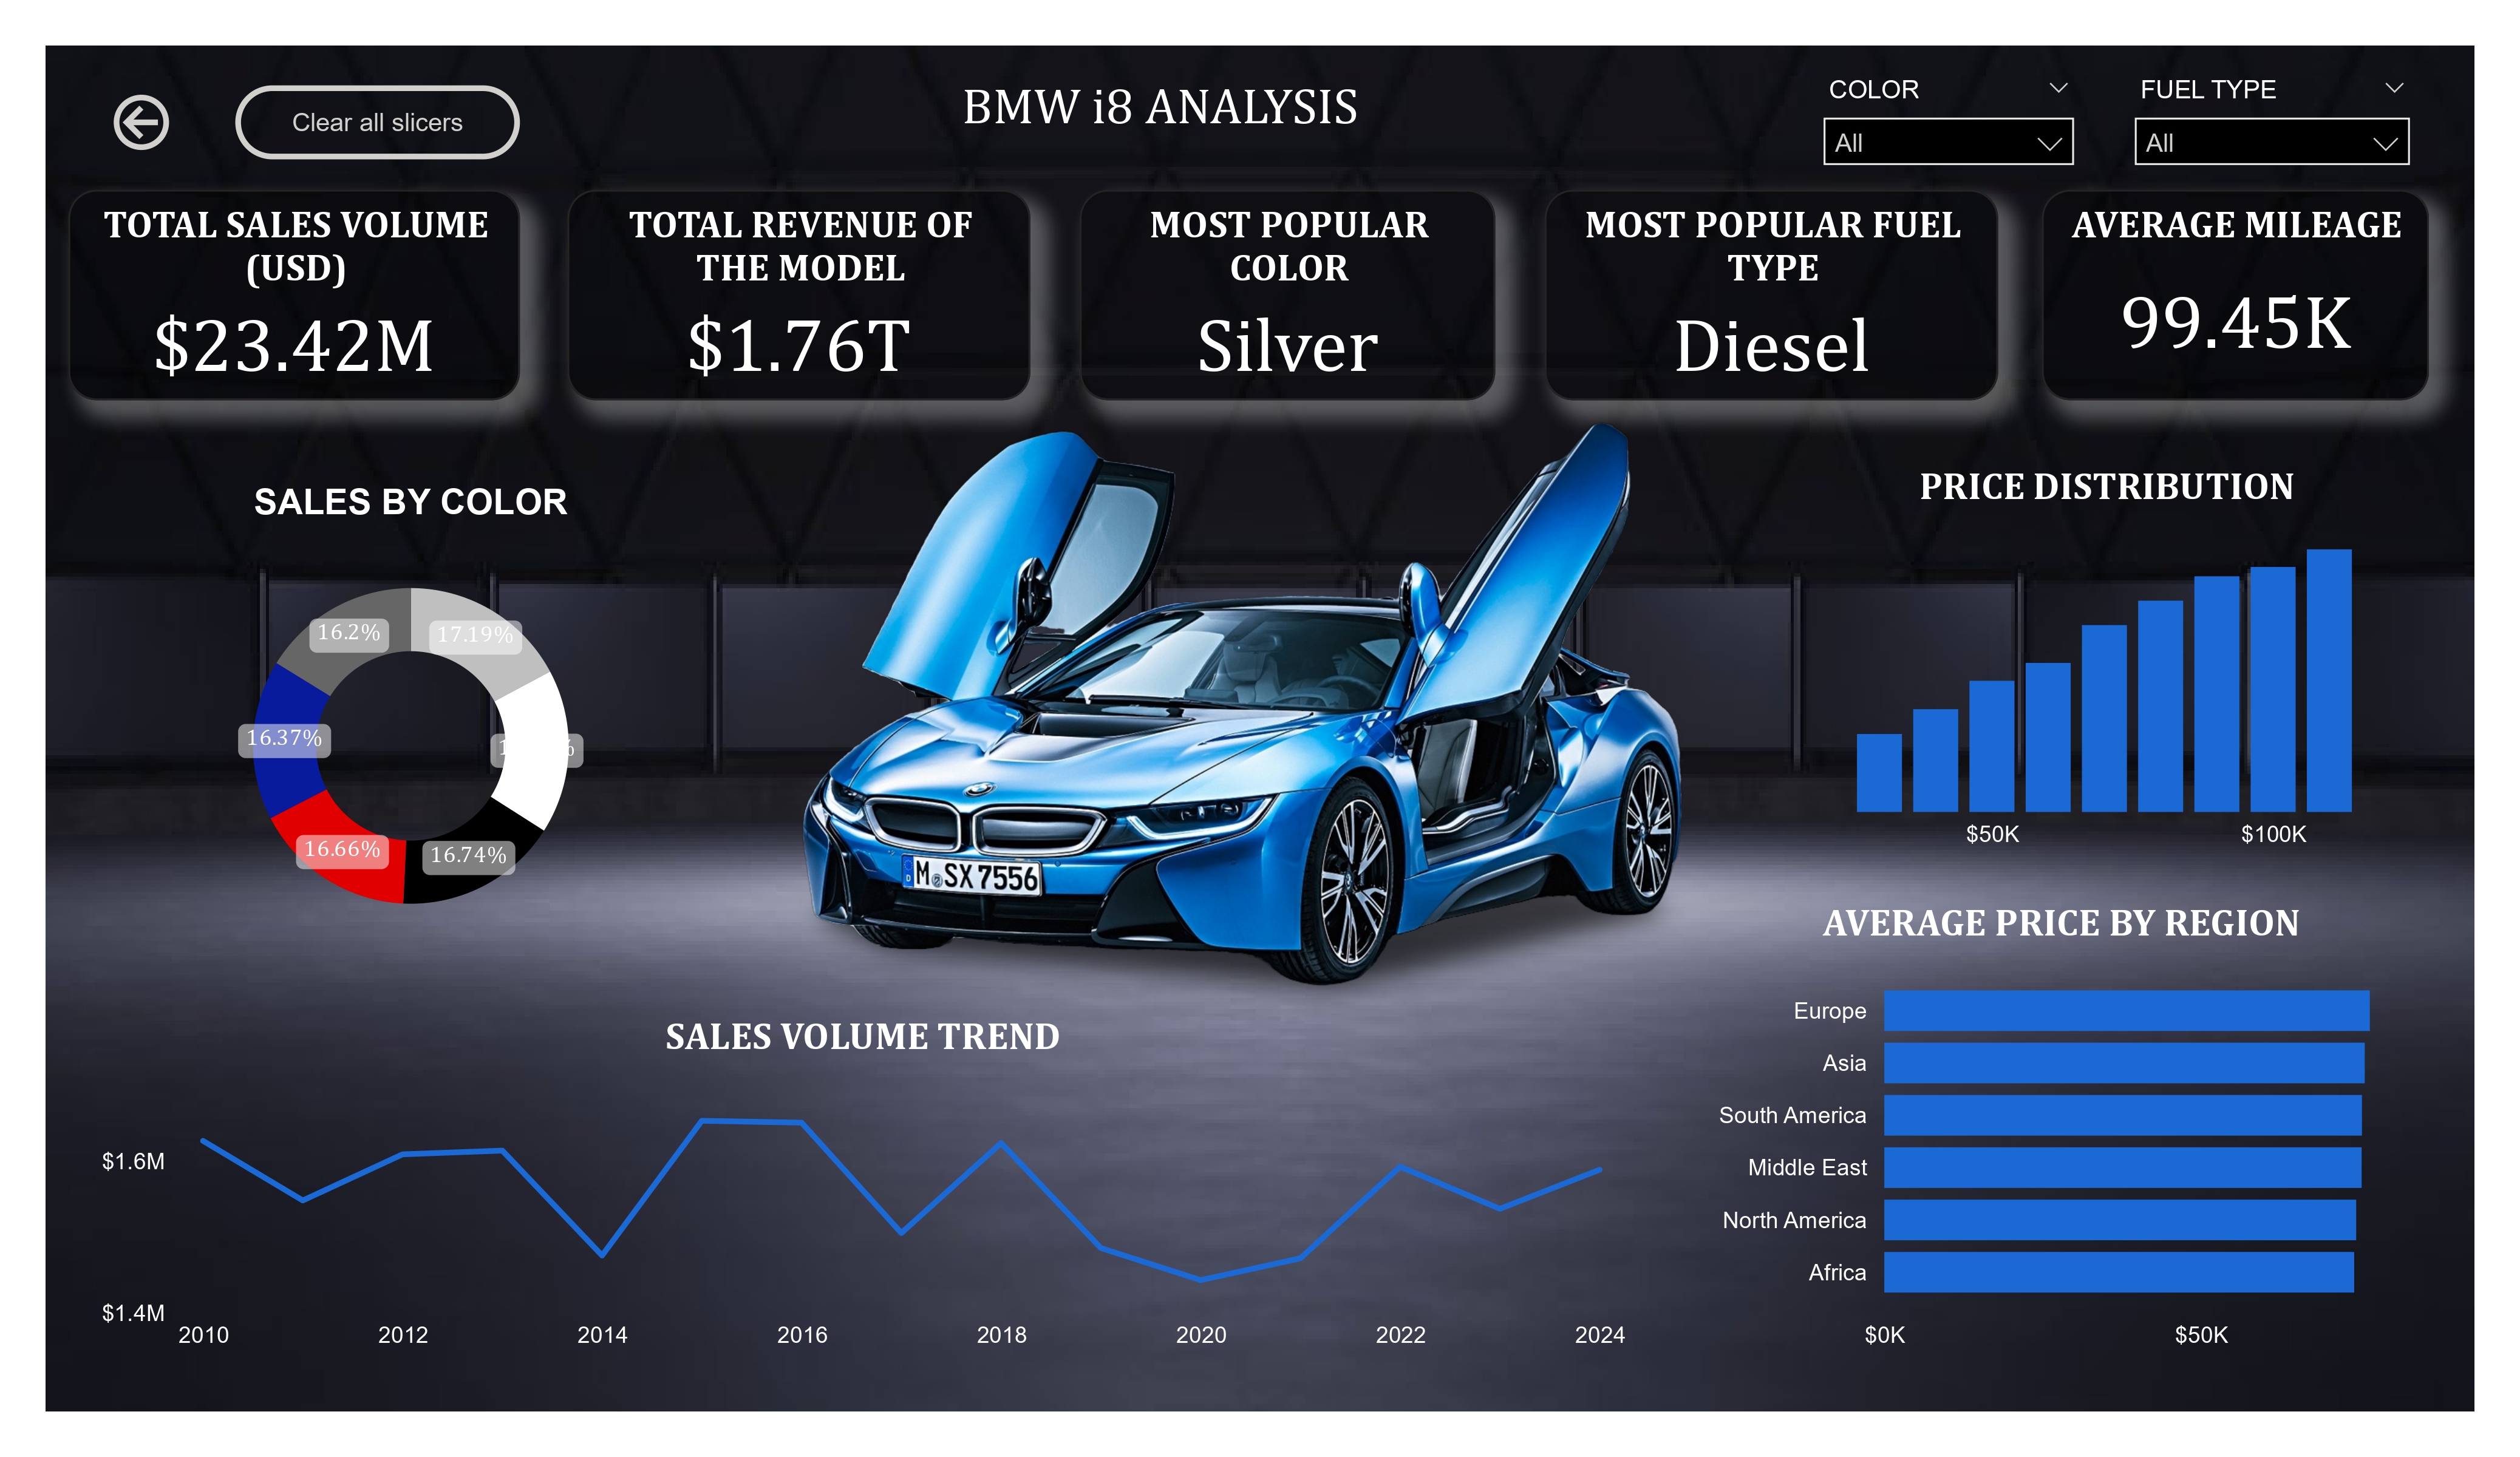 BMW i8 ANALYSIS
Clear all slicers
COLOR
All
FUEL TYPE
All
TOTAL SALES VOLUME
(USD)
$23.42M
TOTAL REVENUE OF
THE MODEL
$1.76T
MOST POPULAR
COLOR
Silver
MOST POPULAR FUEL
TYPE
Diesel
AVERAGE MILEAGE
99.45K
SALES BY COLOR
16.2%
17.19%
16.37%
16.66%
16.74%
M SX 7556
PRICE DISTRIBUTION
$50K
$100K
AVERAGE PRICE BY REGION
Europe
Asia
South America
Middle East
North America
Africa
$0K
$50K
SALES VOLUME TREND
$1.6M
$1.4M
2010
2012
2014
2016
2018
2020
2022
2024